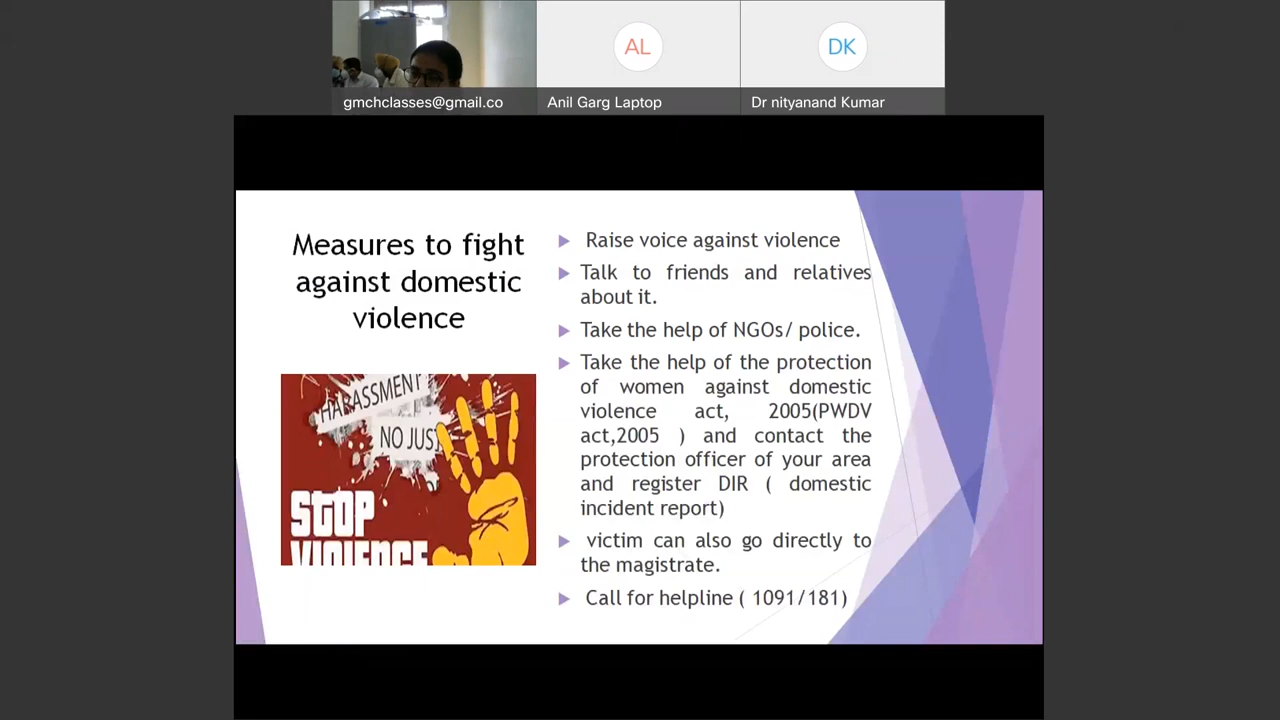 AL
DK
gmchclasses@gmail.co
Anil Garg Laptop
Dr nityanand Kumar
Measures to fight
against domestic
violence
HARASSMENT
NO JUST
STOP
VIOLENCE
Raise voice against violence
Talk to friends and relatives
about it.
Take the help of NGOs/ police.
Take the help of the protection
of women against domestic
violence act, 2005(PWDV
act,2005 ) and contact the
protection officer of your area
and register DIR ( domestic
incident report)
victim can also go directly to
the magistrate.
Call for helpline ( 1091/181)